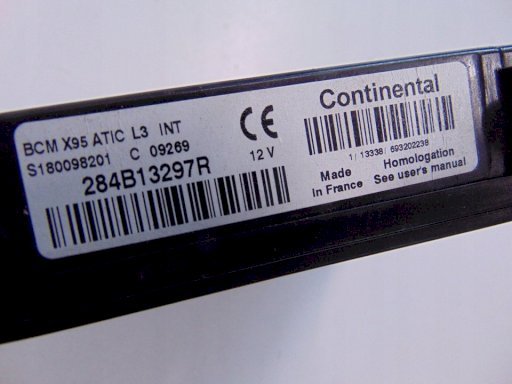 BCM X95 ATIC L3 INT
S180098201 C 09269
284B13297R
CE
12 V
Continental
1/ 13338/ 693202238
Made in France
Homologation
See user's manual